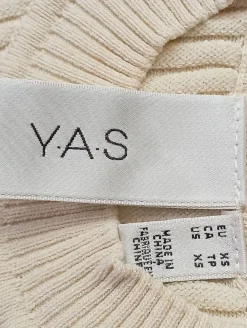 Y.A.S
EU XS
CA TP
US XS
MADE IN
CHINA
FABRIQUÉ EN
CHINE